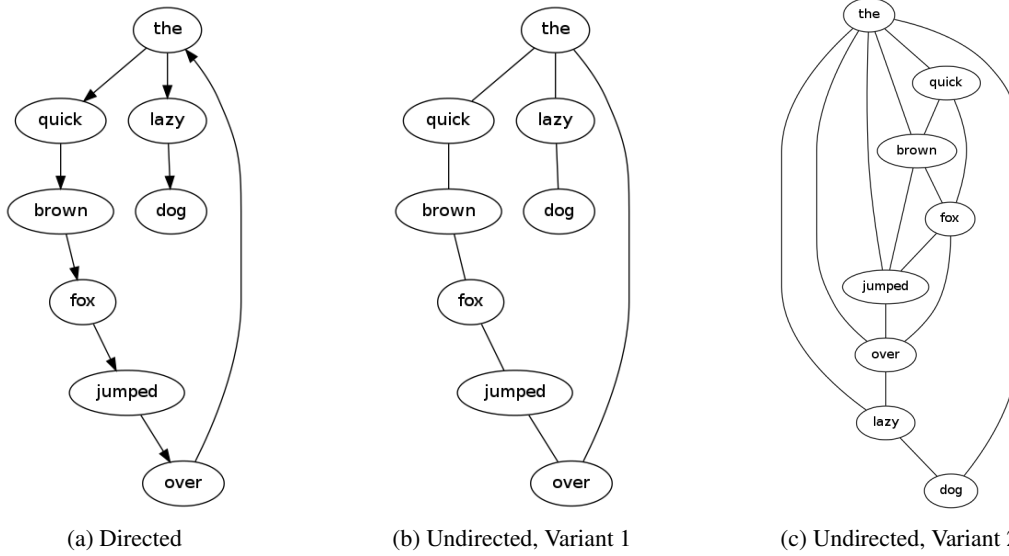 the
quick
lazy
brown
dog
fox
jumped
over
(a) Directed
the
quick
lazy
brown
dog
fox
jumped
over
(b) Undirected, Variant 1
the
quick
brown
fox
jumped
over
lazy
dog
(c) Undirected, Variant 2